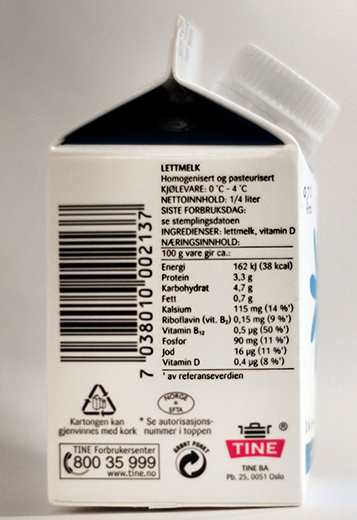 LETTMELK
Homogenisert og pasteurisert
KJØLEVARE: 0 °C - 4 °C
NETTOINNHOLD: 1/4 liter
SISTE FORBRUKSDAG:
se stemplingsdatoen
INGREDIENSER: lettmelk, vitamin D
NÆRINGSINNHOLD:
100 g vare gir ca.:
Energi 162 kJ (38 kcal)
Protein 3,3 g
Karbohydrat 4,7 g
Fett 0,7 g
Kalsium 115 mg (14 %*)
Riboflavin (vit. B₂) 0,15 mg (9 %*)
Vitamin B₁₂ 0,5 µg (50 %*)
Fosfor 90 mg (11 %*)
Jod 16 µg (11 %*)
Vitamin D 0,4 µg (8 %*)
* av referanseverdien
7 038010 002137
Kartongen kan
gjenvinnes med kork
NORGE
EFTA
* Se autorisasjons-
nummer i toppen
TINE Forbrukersenter
800 35 999
www.tine.no
GRØNT PUNKT
TINE ®
TINE BA
Pb. 25, 0051 Oslo